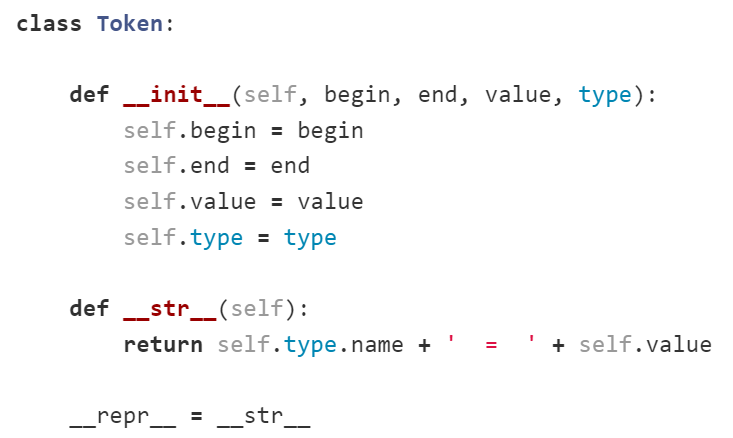 class Token:

    def __init__(self, begin, end, value, type):
        self.begin = begin
        self.end = end
        self.value = value
        self.type = type

    def __str__(self):
        return self.type.name + '  =  ' + self.value

    __repr__ = __str__